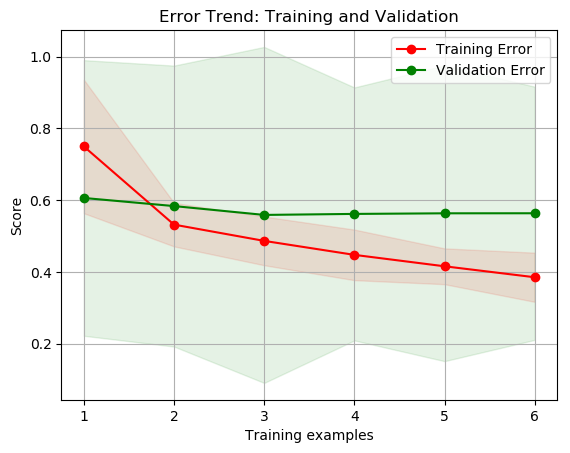 Error Trend: Training and Validation
Training Error
Validation Error
Score
1.0
0.8
0.6
0.4
0.2
1 2 3 4 5 6
Training examples